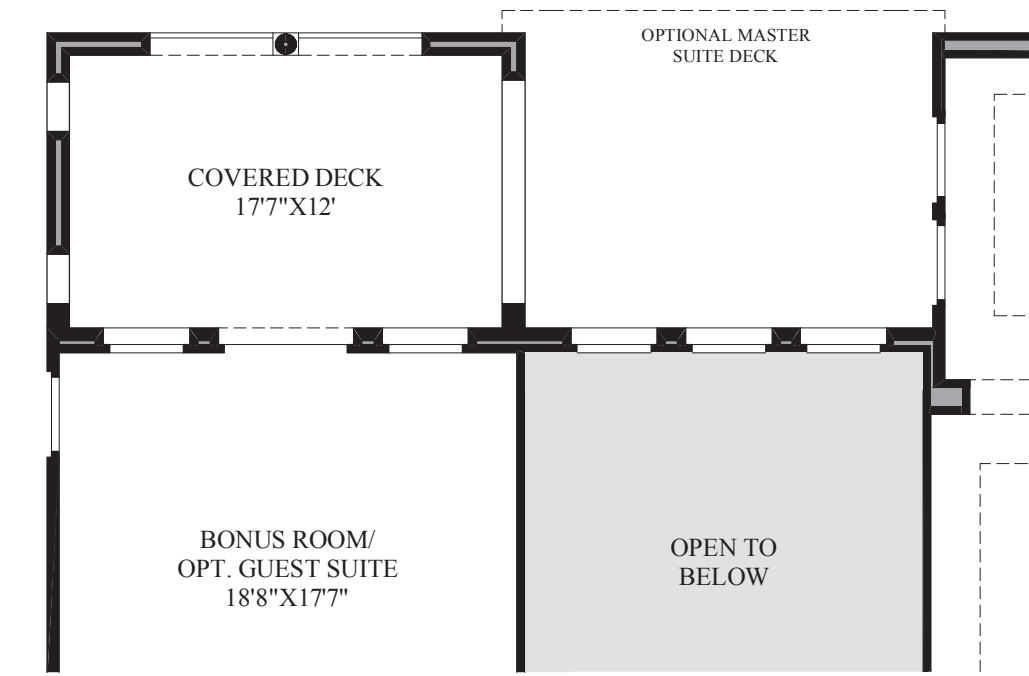 OPTIONAL MASTER
SUITE DECK
COVERED DECK
17'7"X12'
BONUS ROOM/
OPT. GUEST SUITE
18'8"X17'7"
OPEN TO
BELOW